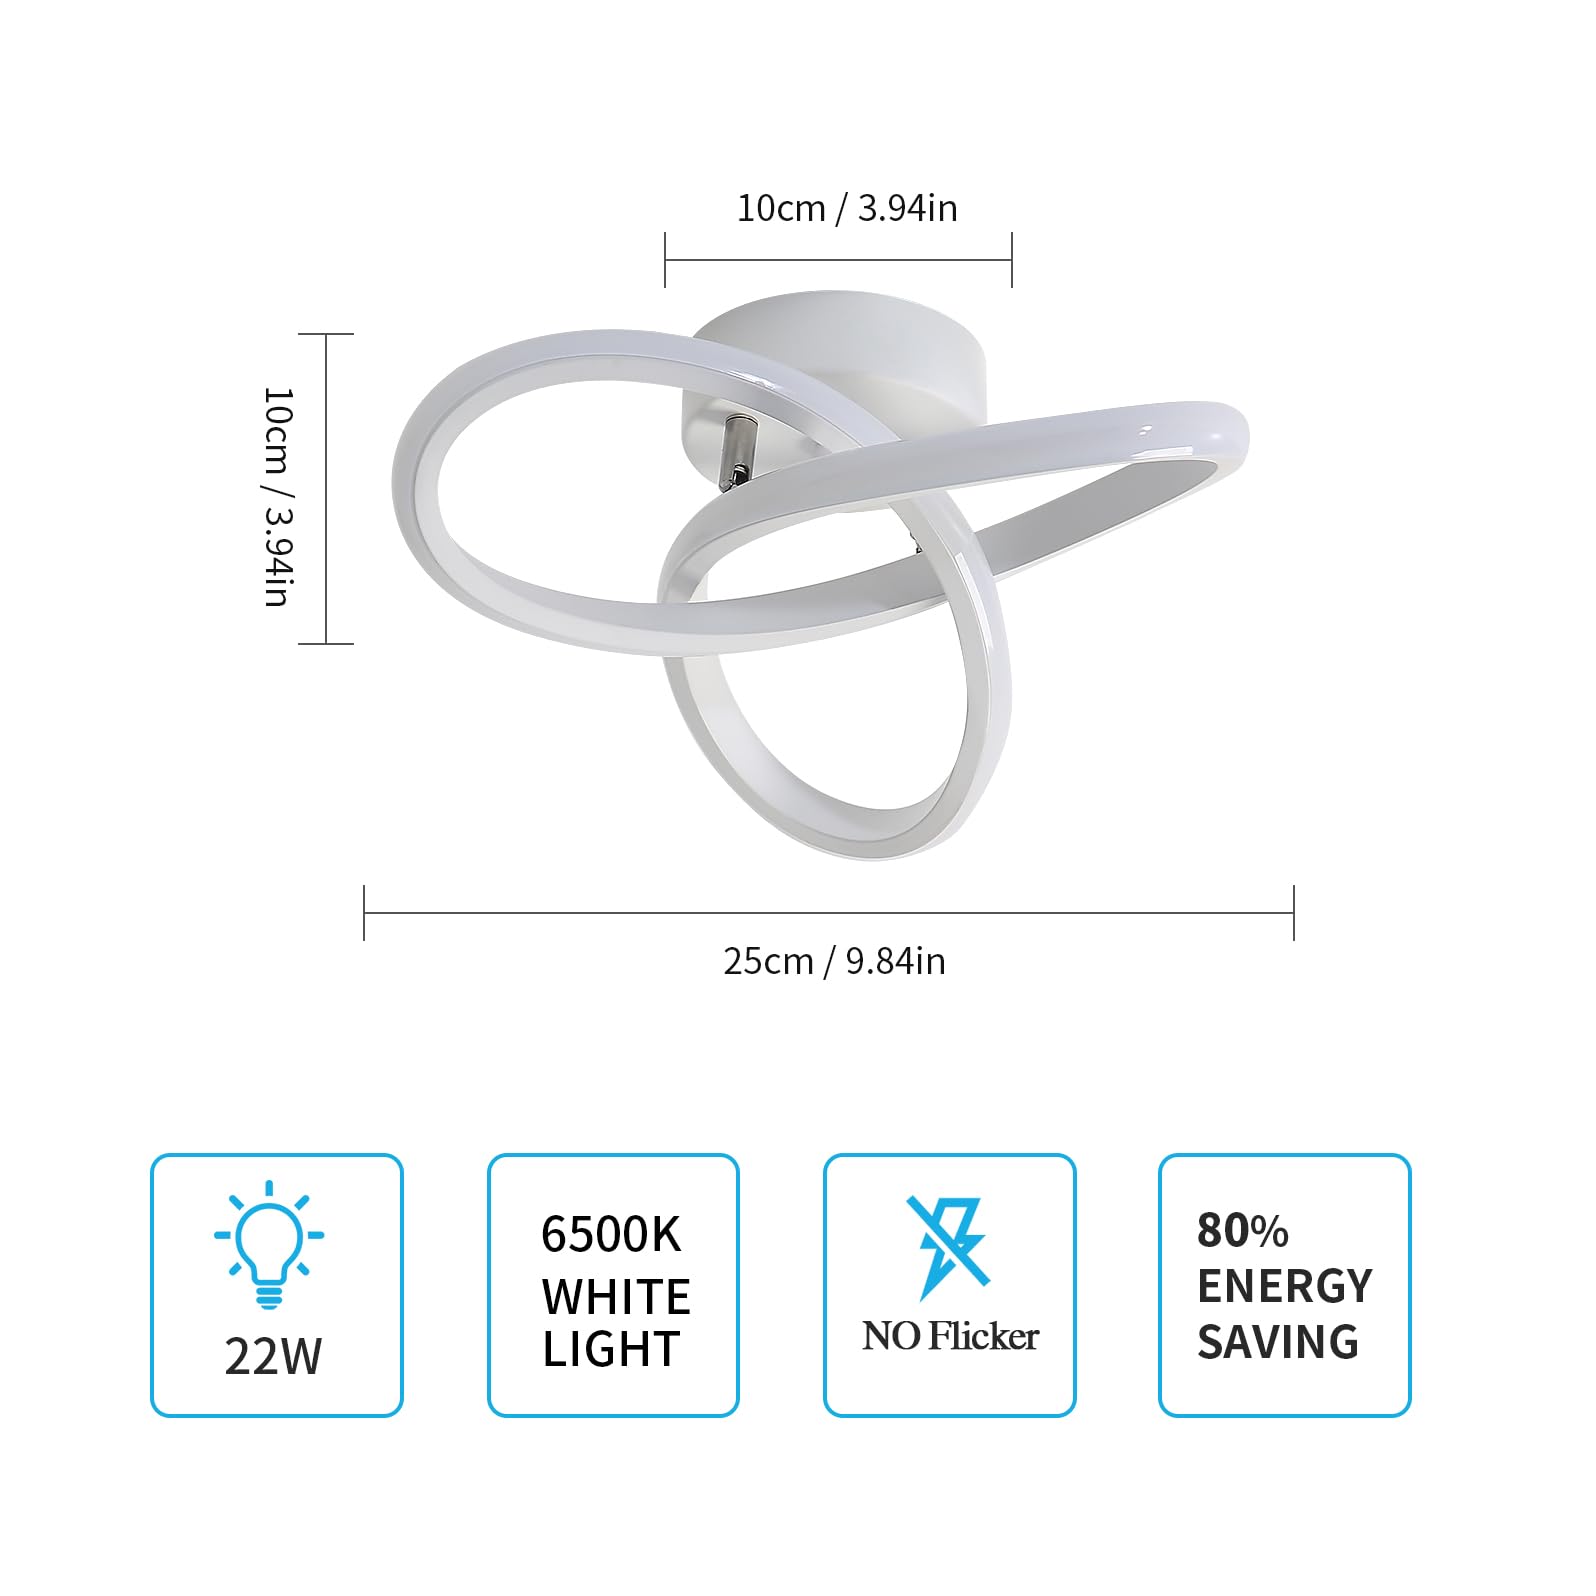 10cm / 3.94in
10cm / 3.94in
25cm / 9.84in
22W
6500K
WHITE
LIGHT
NO Flicker
80%
ENERGY
SAVING